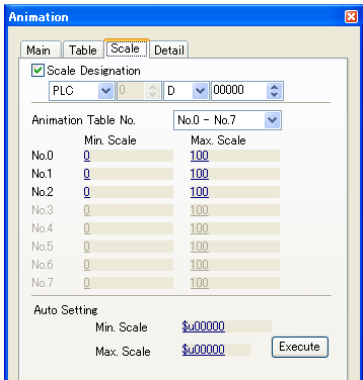 Animation
Main Table Scale Detail
Scale Designation
PLC 0 D 00000
Animation Table No. No.0 - No.7
Min. Scale Max. Scale
No.0 0 100
No.1 0 100
No.2 0 100
No.3 0 100
No.4 0 100
No.5 0 100
No.6 0 100
No.7 0 100
Auto Setting
Min. Scale $u00000
Max. Scale $u00000 Execute